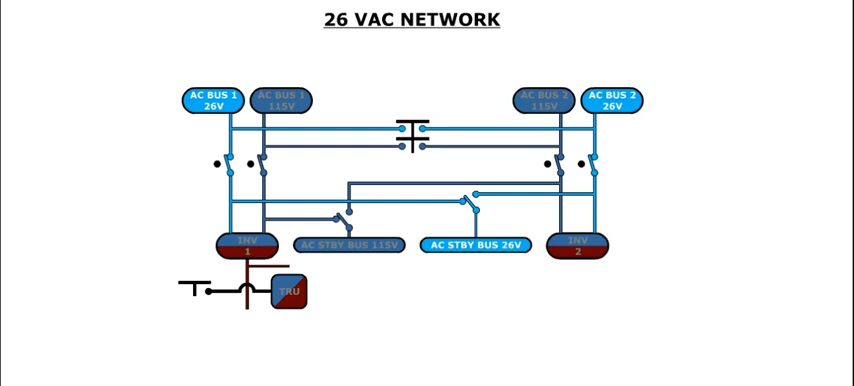 26 VAC NETWORK
AC BUS 1
26V
AC BUS 1
115V
AC BUS 2
115V
AC BUS 2
26V
INV
1
AC STBY BUS 115V
AC STBY BUS 26V
INV
2
TRU